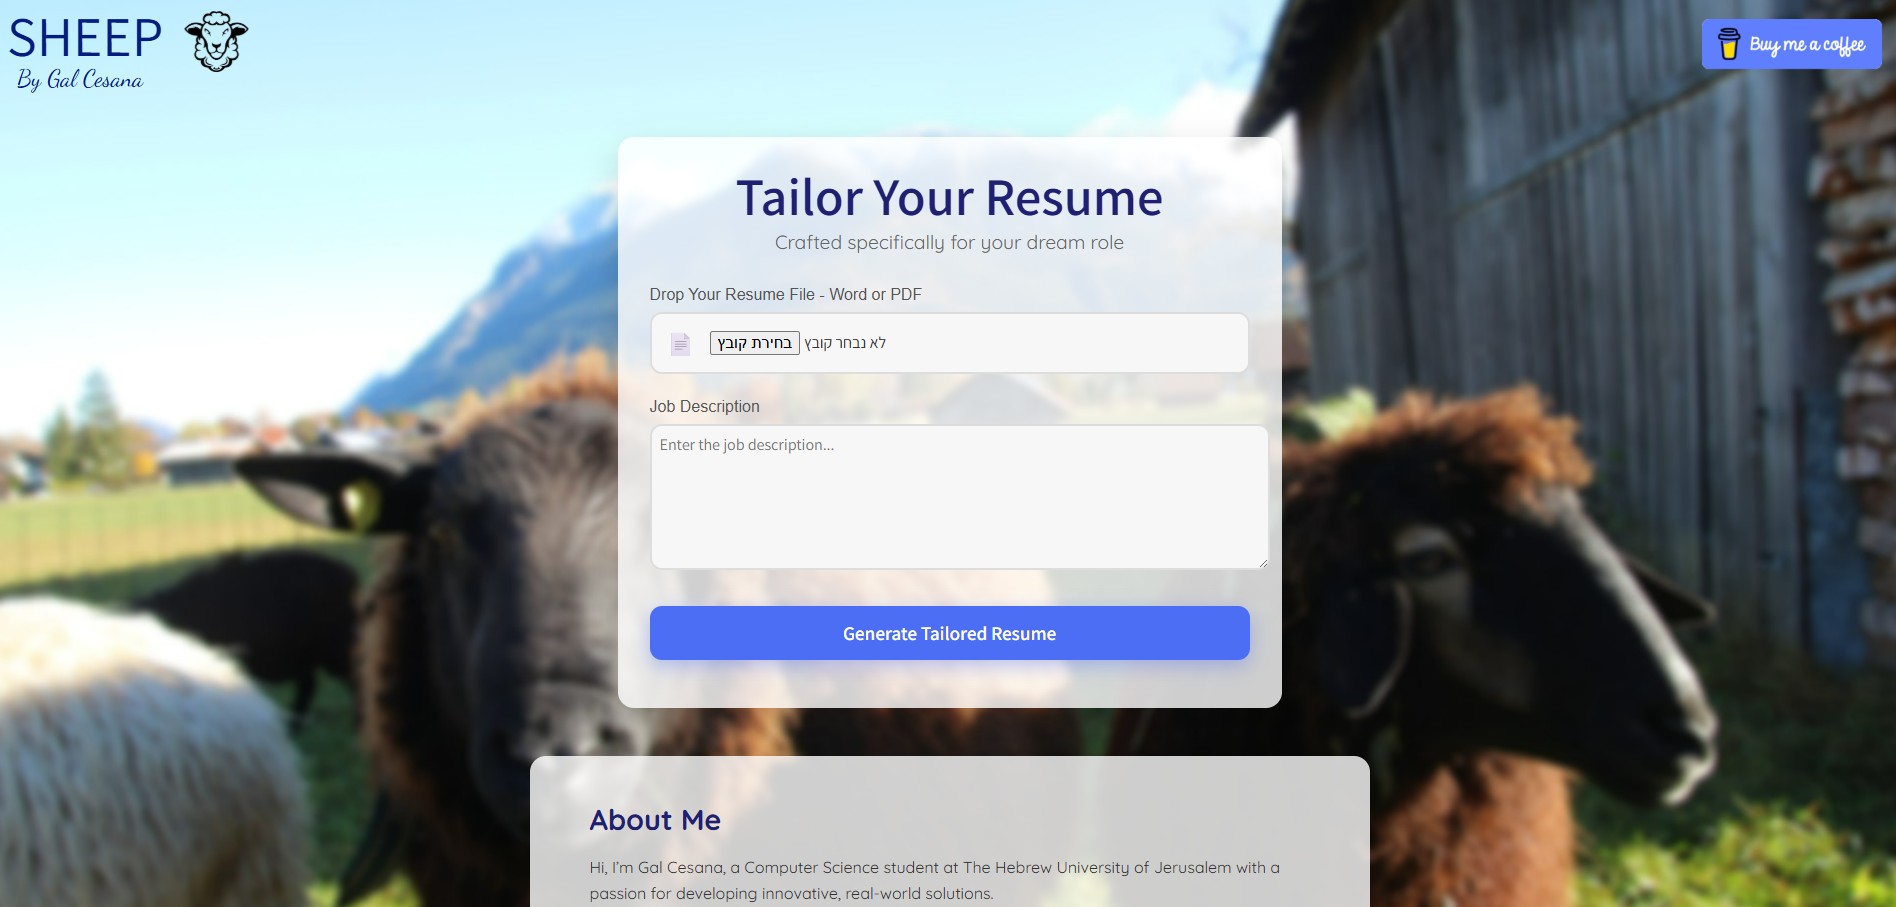 SHEEP
By Gal Cesana
Buy me a coffee
Tailor Your Resume
Crafted specifically for your dream role
Drop Your Resume File - Word or PDF
בחירת קובץ לא נבחר קובץ
Job Description
Enter the job description...
Generate Tailored Resume
About Me
Hi, I'm Gal Cesana, a Computer Science student at The Hebrew University of Jerusalem with a
passion for developing innovative, real-world solutions.